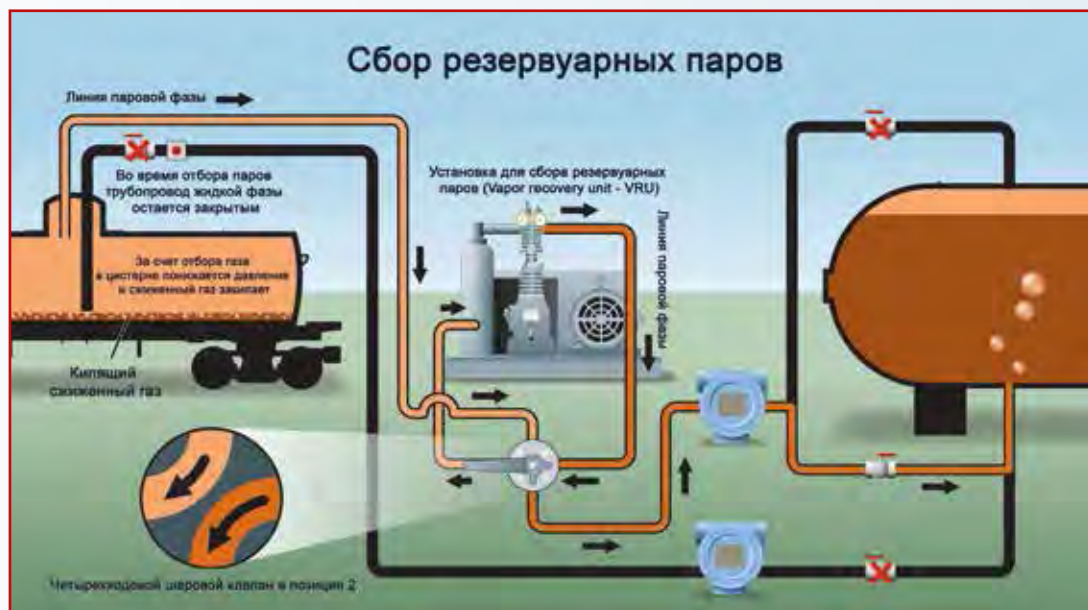 Сбор резервуарных паров
Линия паровой фазы
Во время отбора паров
трубопровод жидкой фазы
остается закрытым
Установка для сбора резервуарных
паров (Vapor recovery unit - VRU)
Линия паровой фазы
За счет отбора газа
в цистерне понижается давление
и сжиженный газ закипает
Кипящий
сжиженный газ
Четырехходовой шаровой клапан в позиция 2